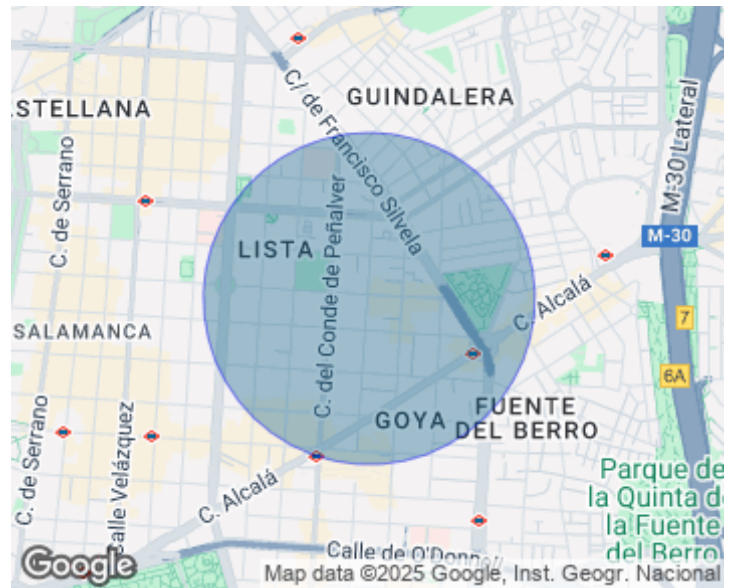 C/ de Francisco Silvela
GUINDALERA
STELLANA
M-30 Lateral
C. de Serrano
C. del Conde de Peñalver
LISTA
M-30
C. Alcalá
7
SALAMANCA
6A
Calle Velázquez
C. de Serrano
GOYA
FUENTE
DEL BERRO
C. Alcalá
Parque de
la Quinta d
la Fuente
del Berro
Calle de O'Donnell
Google
Map data ©2025 Google, Inst. Geogr. Nacional